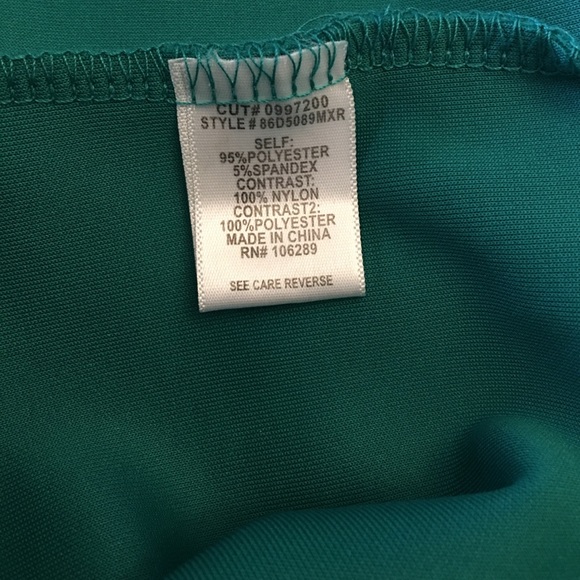 CUT# 0997200
STYLE # 86D5089MXR
SELF:
95%POLYESTER
5%SPANDEX
CONTRAST:
100% NYLON
CONTRAST2:
100%POLYESTER
MADE IN CHINA
RN# 106289
SEE CARE REVERSE